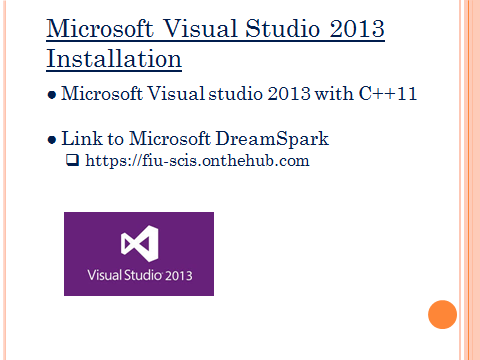 Microsoft Visual Studio 2013
Installation
● Microsoft Visual studio 2013 with C++11
● Link to Microsoft DreamSpark
❑ https://fiu-scis.onthehub.com
Visual Studio 2013